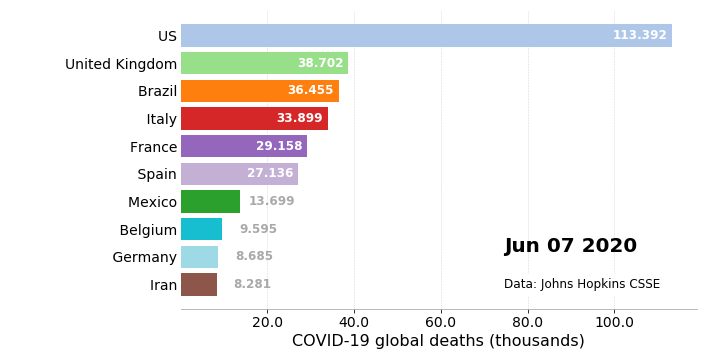 US 113.392
United Kingdom 38.702
Brazil 36.455
Italy 33.899
France 29.158
Spain 27.136
Mexico 13.699
Belgium 9.595
Germany 8.685
Iran 8.281
Jun 07 2020
Data: Johns Hopkins CSSE
20.0 40.0 60.0 80.0 100.0
COVID-19 global deaths (thousands)